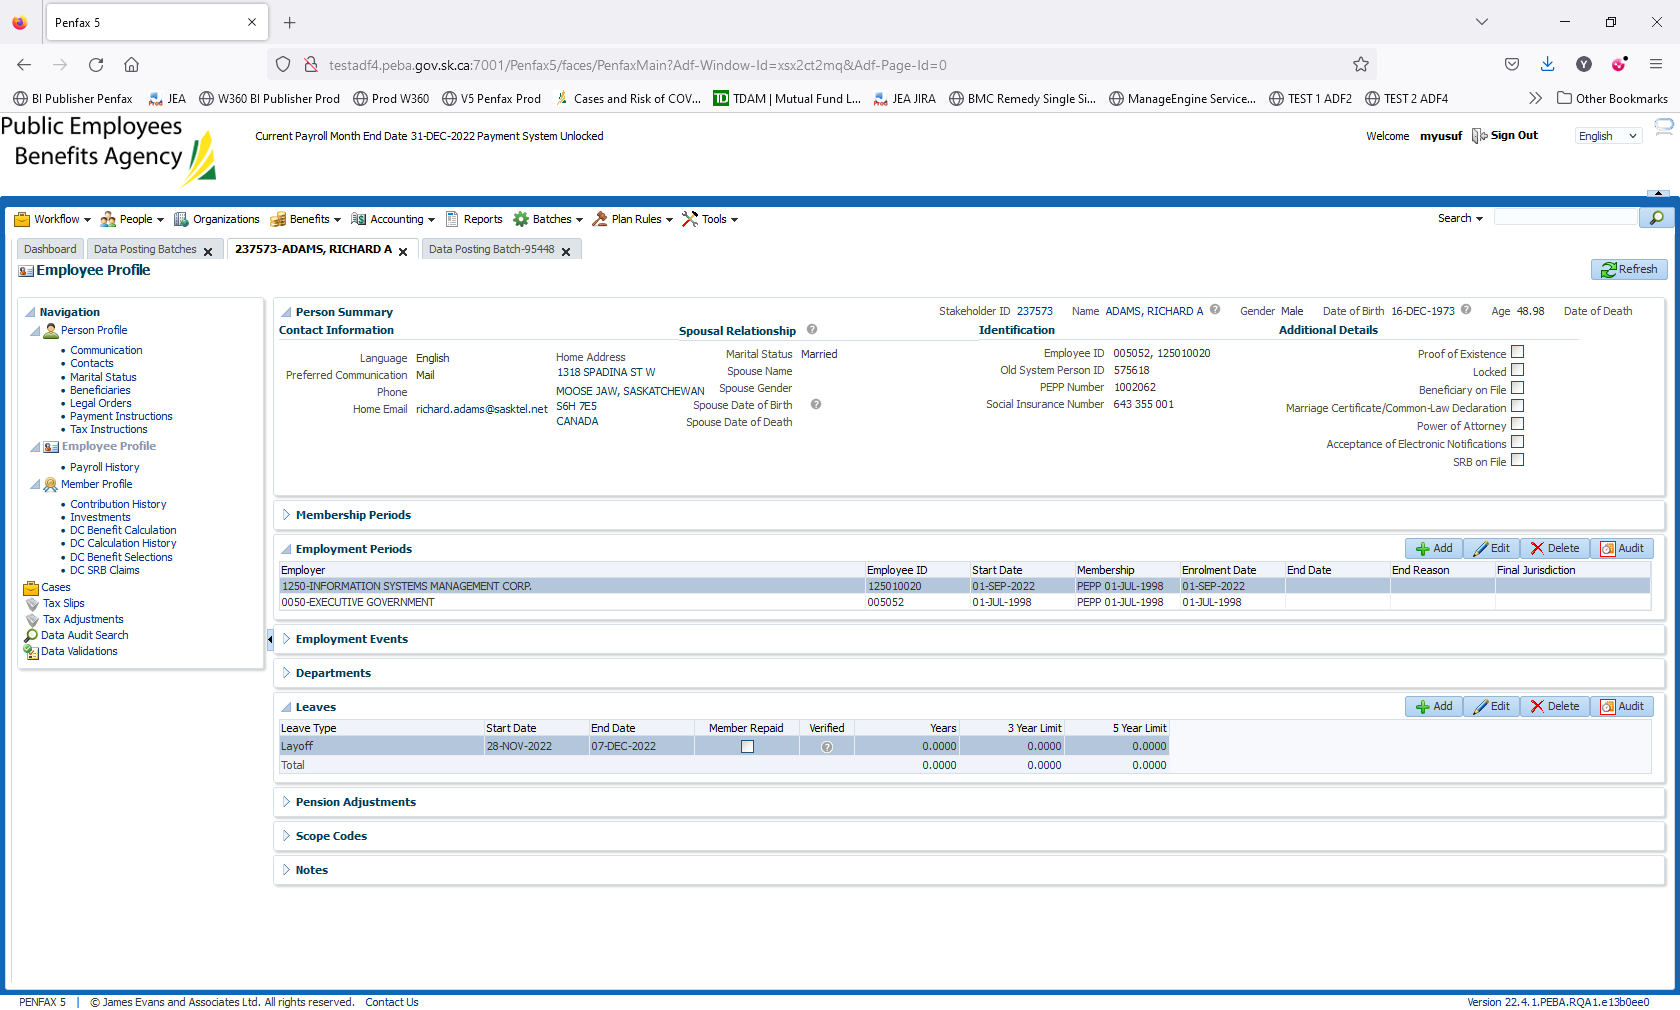 Penfax 5
testadf4.peba.gov.sk.ca:7001/Penfax5/faces/PenfaxMain?Adf-Window-Id=xsx2ct2mq&Adf-Page-Id=0
BI Publisher Penfax JEA W360 BI Publisher Prod Prod W360 V5 Penfax Prod Cases and Risk of COV... TD TDAM | Mutual Fund L... JEA JIRA BMC Remedy Single Si... ManageEngine Service... TEST 1 ADF2 TEST 2 ADF4 Other Bookmarks
Public Employees
Benefits Agency
Current Payroll Month End Date 31-DEC-2022 Payment System Unlocked
Welcome myusuf Sign Out English
Workflow People Organizations Benefits Accounting Reports Batches Plan Rules Tools Search
Dashboard Data Posting Batches 237573-ADAMS, RICHARD A Data Posting Batch-95448
Employee Profile
Refresh
Navigation
Person Profile
Communication
Contacts
Marital Status
Beneficiaries
Legal Orders
Payment Instructions
Tax Instructions
Employee Profile
Payroll History
Member Profile
Contribution History
Investments
DC Benefit Calculation
DC Calculation History
DC Benefit Selections
DC SRB Claims
Cases
Tax Slips
Tax Adjustments
Data Audit Search
Data Validations
Person Summary
Stakeholder ID 237573 Name ADAMS, RICHARD A Gender Male Date of Birth 16-DEC-1973 Age 48.98 Date of Death
Contact Information
Language English
Preferred Communication Mail
Phone
Home Email richard.adams@sasktel.net
Home Address
1318 SPADINA ST W
MOOSE JAW, SASKATCHEWAN
S6H 7E5
CANADA
Spousal Relationship
Marital Status Married
Spouse Name
Spouse Gender
Spouse Date of Birth
Spouse Date of Death
Identification
Employee ID 005052, 125010020
Old System Person ID 575618
PEPP Number 1002062
Social Insurance Number 643 355 001
Additional Details
Proof of Existence
Locked
Beneficiary on File
Marriage Certificate/Common-Law Declaration
Power of Attorney
Acceptance of Electronic Notifications
SRB on File
Membership Periods
Employment Periods
Add Edit Delete Audit
Employer Employee ID Start Date Membership Enrolment Date End Date End Reason Final Jurisdiction
1250-INFORMATION SYSTEMS MANAGEMENT CORP. 125010020 01-SEP-2022 PEPP 01-JUL-1998 01-SEP-2022
0050-EXECUTIVE GOVERNMENT 005052 01-JUL-1998 PEPP 01-JUL-1998 01-JUL-1998
Employment Events
Departments
Leaves
Add Edit Delete Audit
Leave Type Start Date End Date Member Repaid Verified Years 3 Year Limit 5 Year Limit
Layoff 28-NOV-2022 07-DEC-2022 0.0000 0.0000 0.0000
Total 0.0000 0.0000 0.0000
Pension Adjustments
Scope Codes
Notes
PENFAX 5 | © James Evans and Associates Ltd. All rights reserved. Contact Us
Version 22.4.1.PEBA.RQA1.e13b0ee0